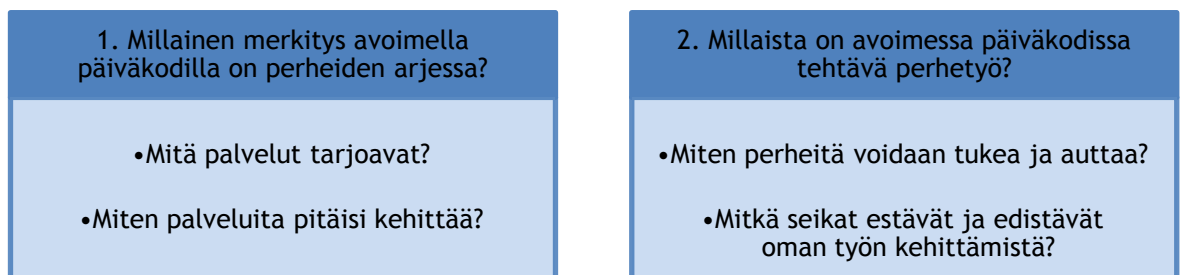 1. Millainen merkitys avoimella
päiväkodilla on perheiden arjessa?
•Mitä palvelut tarjoavat?
•Miten palveluita pitäisi kehittää?
2. Millaista on avoimessa päiväkodissa
tehtävä perhetyö?
•Miten perheitä voidaan tukea ja auttaa?
•Mitkä seikat estävät ja edistävät
oman työn kehittämistä?